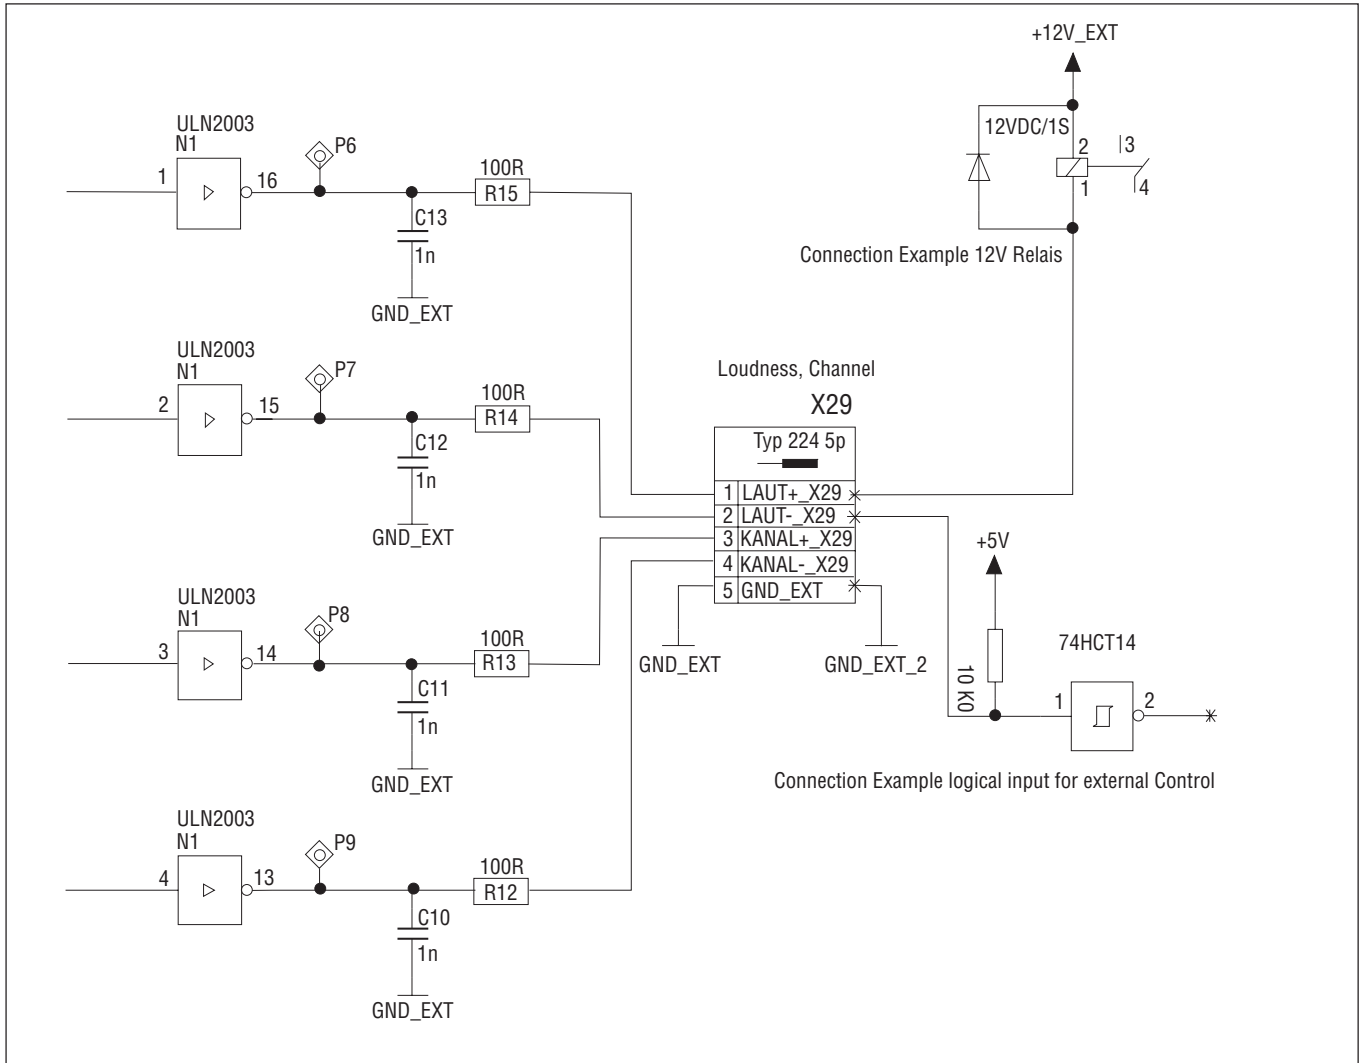 +12V_EXT
12VDC/1S
2
3
1
4
Connection Example 12V Relais
ULN2003
N1
1
16
P6
100R
R15
C13
1n
GND_EXT
ULN2003
N1
2
15
P7
100R
R14
C12
1n
GND_EXT
Loudness, Channel
X29
Typ 224 5p
1 LAUT+_X29
2 LAUT-_X29
3 KANAL+_X29
4 KANAL-_X29
5 GND_EXT
GND_EXT
GND_EXT_2
+5V
10 K0
74HCT14
1
2
Connection Example logical input for external Control
ULN2003
N1
3
14
P8
100R
R13
C11
1n
GND_EXT
ULN2003
N1
4
13
P9
100R
R12
C10
1n
GND_EXT